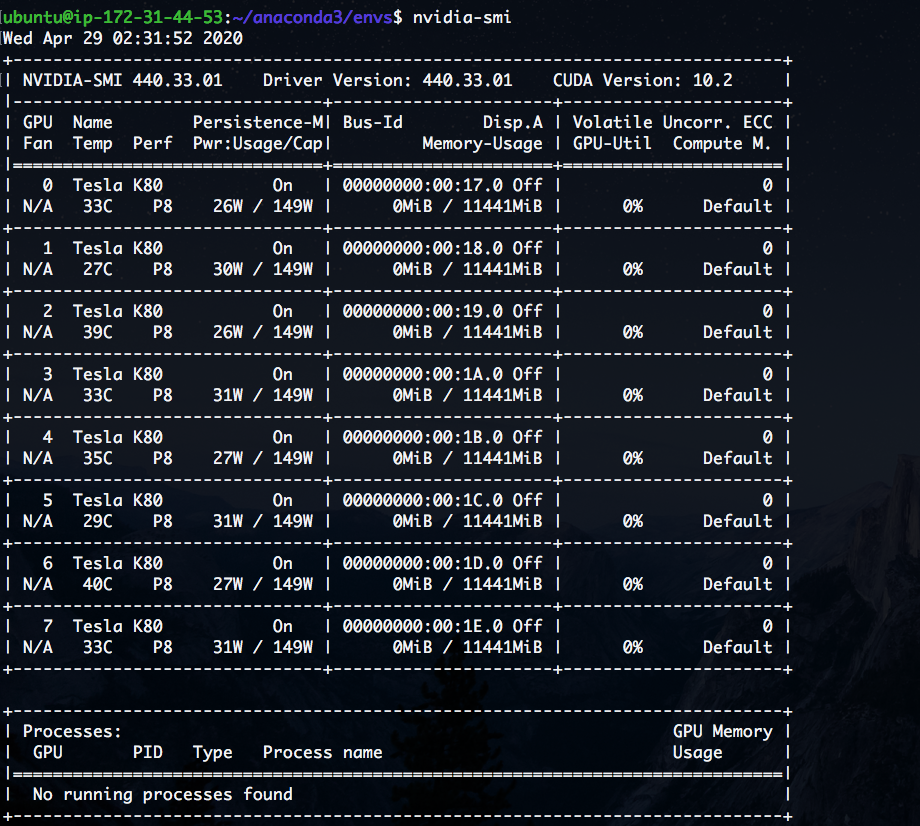 ubuntu@ip-172-31-44-53:~/anaconda3/envs$ nvidia-smi
Wed Apr 29 02:31:52 2020
+-----------------------------------------------------------------------------+
| NVIDIA-SMI 440.33.01    Driver Version: 440.33.01    CUDA Version: 10.2     |
|-------------------------------+----------------------+----------------------+
| GPU  Name        Persistence-M| Bus-Id        Disp.A | Volatile Uncorr. ECC |
| Fan  Temp  Perf  Pwr:Usage/Cap|         Memory-Usage | GPU-Util  Compute M. |
|===============================+======================+======================|
|   0  Tesla K80           On   | 00000000:00:17.0 Off |                    0 |
| N/A   33C    P8    26W / 149W |      0MiB / 11441MiB |      0%      Default |
+-------------------------------+----------------------+----------------------+
|   1  Tesla K80           On   | 00000000:00:18.0 Off |                    0 |
| N/A   27C    P8    30W / 149W |      0MiB / 11441MiB |      0%      Default |
+-------------------------------+----------------------+----------------------+
|   2  Tesla K80           On   | 00000000:00:19.0 Off |                    0 |
| N/A   39C    P8    26W / 149W |      0MiB / 11441MiB |      0%      Default |
+-------------------------------+----------------------+----------------------+
|   3  Tesla K80           On   | 00000000:00:1A.0 Off |                    0 |
| N/A   33C    P8    31W / 149W |      0MiB / 11441MiB |      0%      Default |
+-------------------------------+----------------------+----------------------+
|   4  Tesla K80           On   | 00000000:00:1B.0 Off |                    0 |
| N/A   35C    P8    27W / 149W |      0MiB / 11441MiB |      0%      Default |
+-------------------------------+----------------------+----------------------+
|   5  Tesla K80           On   | 00000000:00:1C.0 Off |                    0 |
| N/A   29C    P8    31W / 149W |      0MiB / 11441MiB |      0%      Default |
+-------------------------------+----------------------+----------------------+
|   6  Tesla K80           On   | 00000000:00:1D.0 Off |                    0 |
| N/A   40C    P8    27W / 149W |      0MiB / 11441MiB |      0%      Default |
+-------------------------------+----------------------+----------------------+
|   7  Tesla K80           On   | 00000000:00:1E.0 Off |                    0 |
| N/A   33C    P8    31W / 149W |      0MiB / 11441MiB |      0%      Default |
+-------------------------------+----------------------+----------------------+
+-----------------------------------------------------------------------------+
| Processes:                                                       GPU Memory |
|  GPU       PID   Type   Process name                             Usage      |
|=============================================================================|
|  No running processes found                                                 |
+-----------------------------------------------------------------------------+